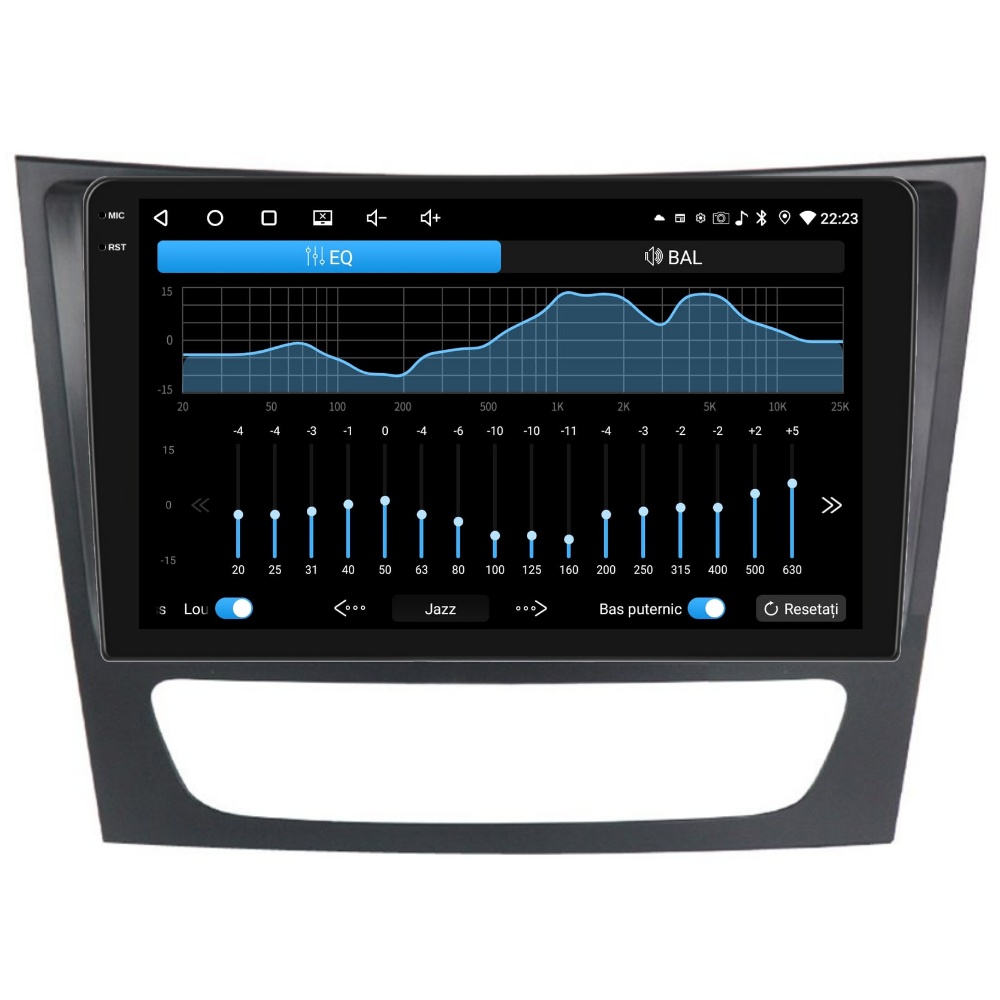 MIC
22:23
RST
EQ BAL
15
0
-15
20 50 100 200 500 1K 2K 5K 10K 25K
-4 -4 -3 -1 0 -4 -6 -10 -10 -11 -4 -3 -2 -2 +2 +5
15
0
-15
20 25 31 40 50 63 80 100 125 160 200 250 315 400 500 630
s Lou Jazz Bas puternic Resetați